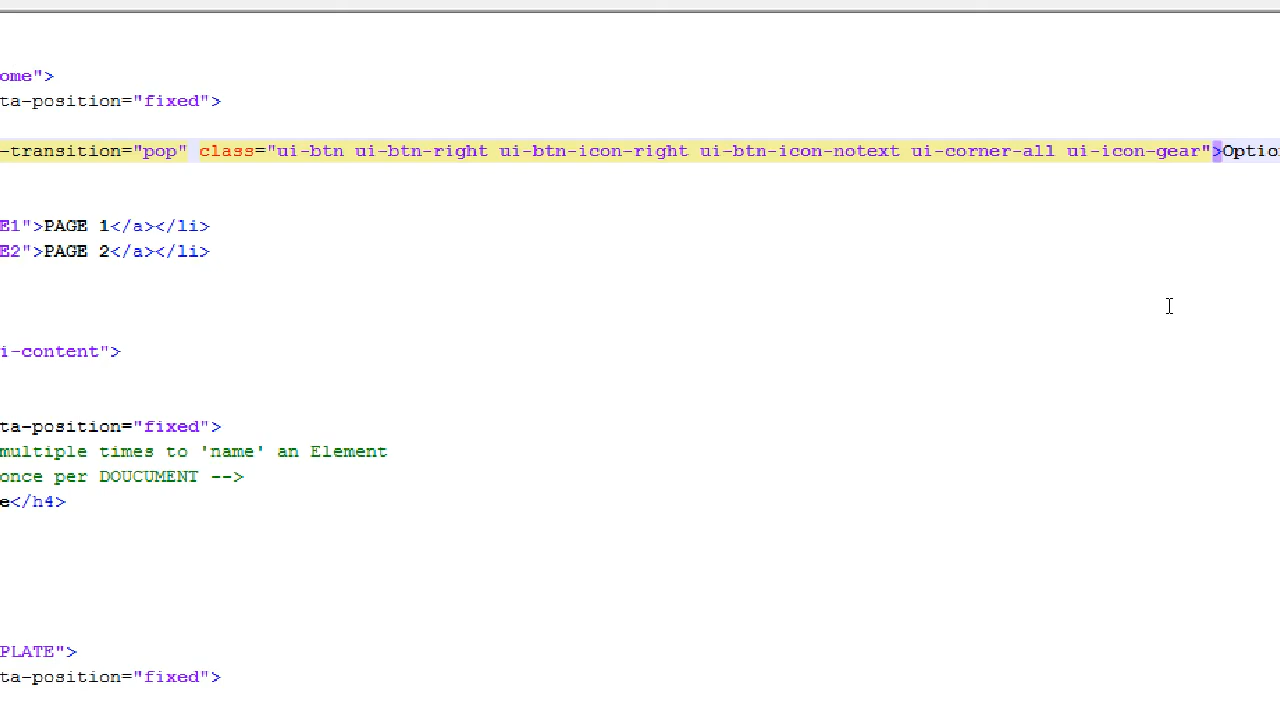 ome">
ta-position="fixed">
-transition="pop" class="ui-btn ui-btn-right ui-btn-icon-right ui-btn-icon-notext ui-corner-all ui-icon-gear">Optio
E1">PAGE 1</a></li>
E2">PAGE 2</a></li>
i-content">
ta-position="fixed">
multiple times to 'name' an Element
once per DOUCUMENT -->
e</h4>
PLATE">
ta-position="fixed">